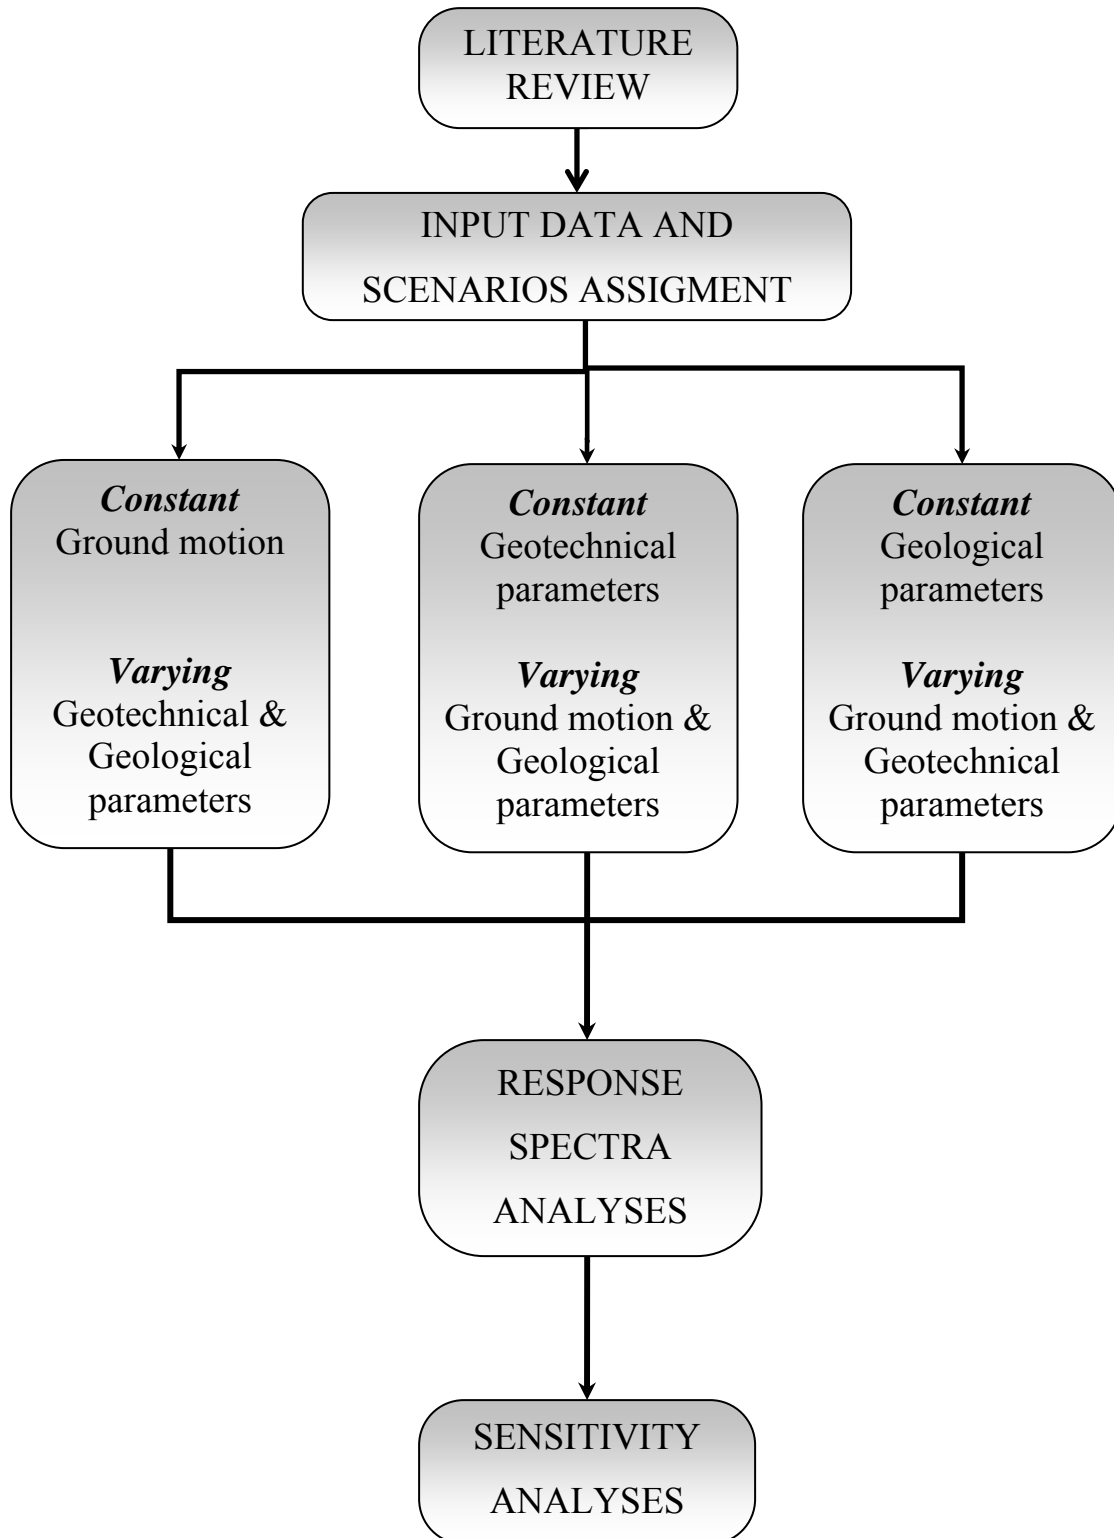 LITERATURE
REVIEW
INPUT DATA AND
SCENARIOS ASSIGMENT
Constant
Ground motion
Varying
Geotechnical &
Geological
parameters
Constant
Geotechnical
parameters
Varying
Ground motion &
Geological
parameters
Constant
Geological
parameters
Varying
Ground motion &
Geotechnical
parameters
RESPONSE
SPECTRA
ANALYSES
SENSITIVITY
ANALYSES